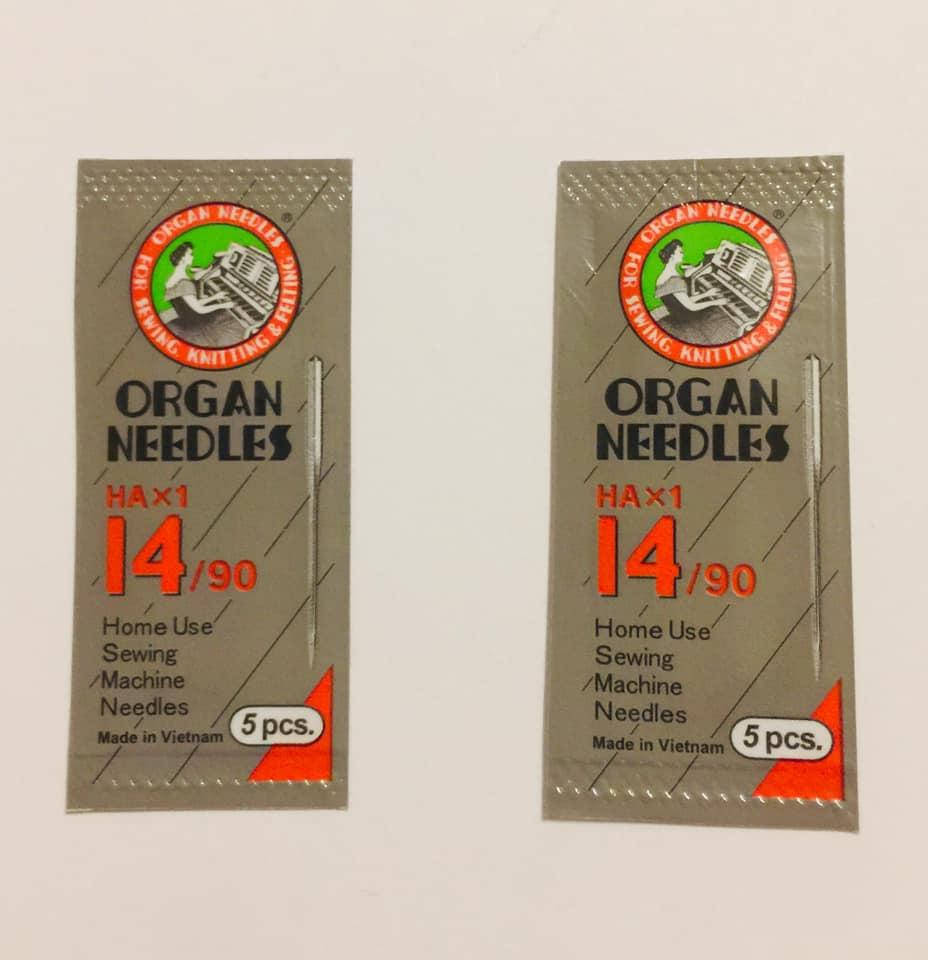 ORGAN NEEDLES ®
FOR SEWING, KNITTING & FELTING
ORGAN
NEEDLES
HA×1
14/90
Home Use
Sewing
Machine
Needles
Made in Vietnam
5 pcs.
ORGAN NEEDLES ®
FOR SEWING, KNITTING & FELTING
ORGAN
NEEDLES
HA×1
14/90
Home Use
Sewing
Machine
Needles
Made in Vietnam
5 pcs.